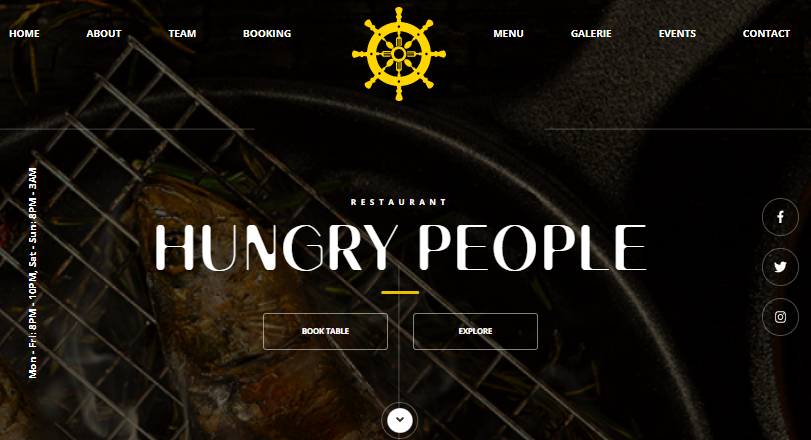 HOME ABOUT TEAM BOOKING MENU GALERIE EVENTS CONTACT
Mon - Fri: 8PM - 10PM, Sat - Sun: 8PM - 3AM
RESTAURANT
HUNGRY PEOPLE
BOOK TABLE EXPLORE